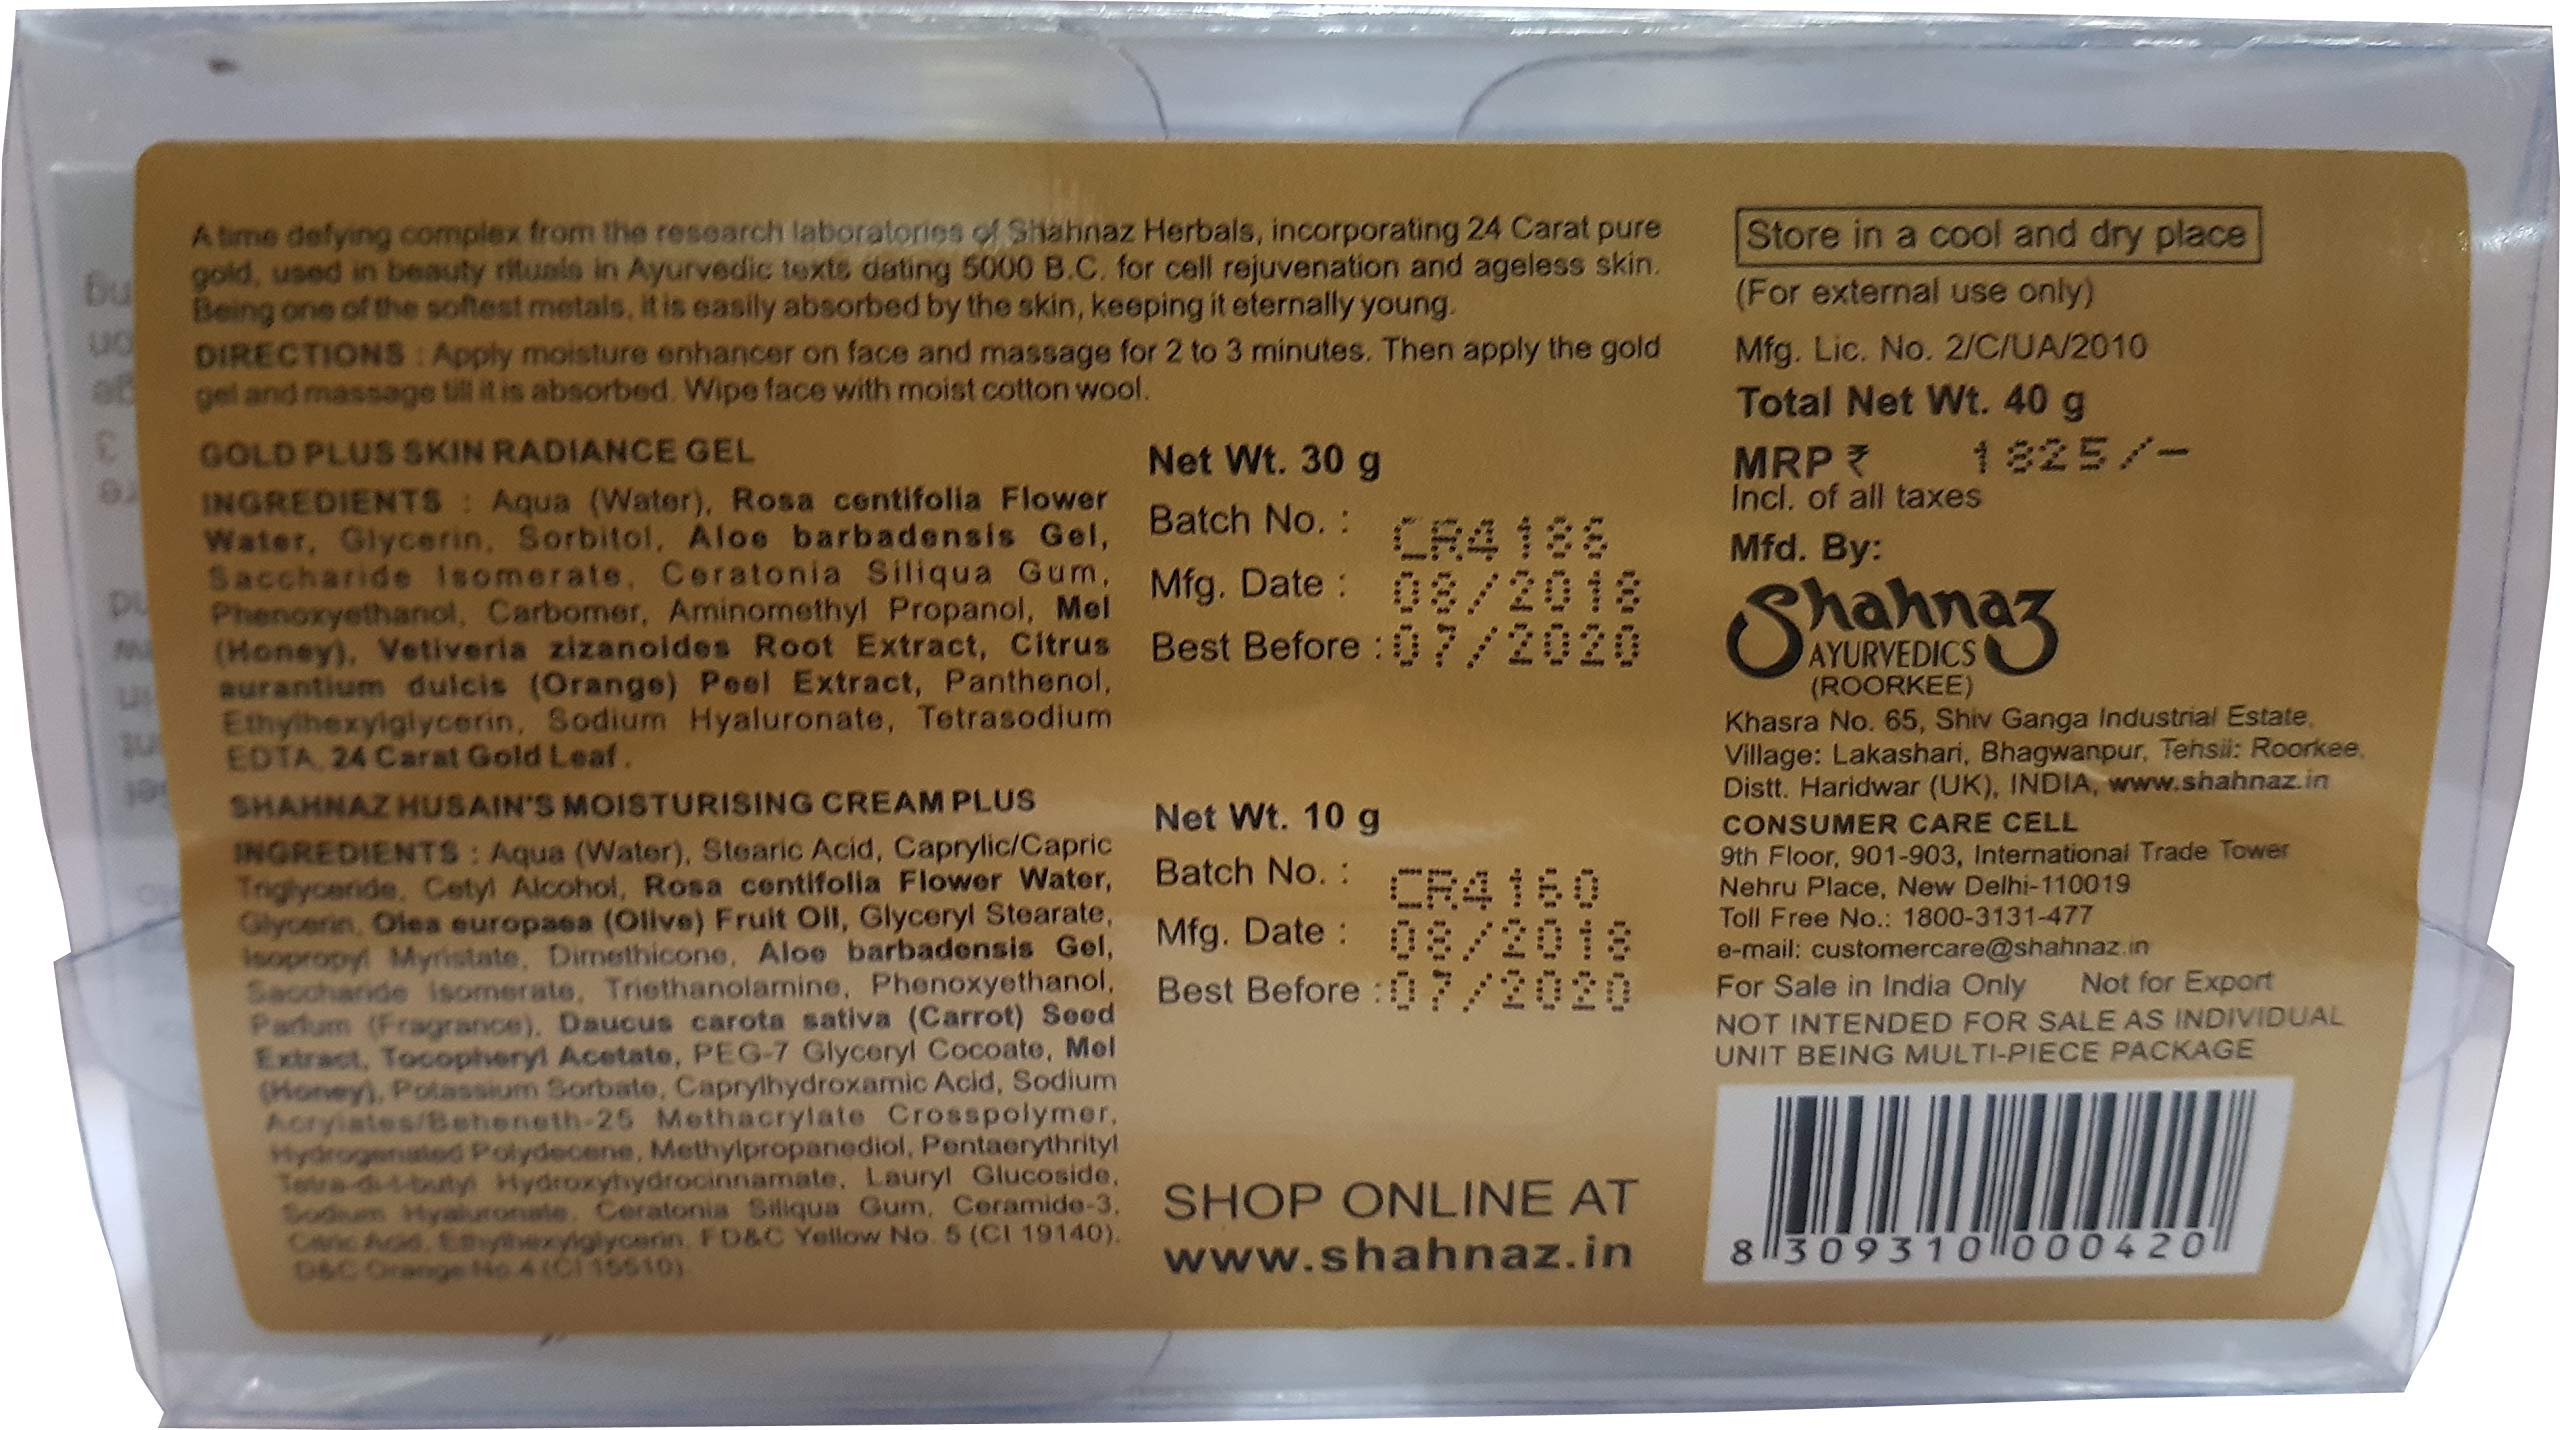 A time defying complex from the research laboratories of Shahnaz Herbals, incorporating 24 Carat pure
gold, used in beauty rituals in Ayurvedic texts dating 5000 B.C. for cell rejuvenation and ageless skin.
Being one of the softest metals, it is easily absorbed by the skin, keeping it eternally young.
DIRECTIONS : Apply moisture enhancer on face and massage for 2 to 3 minutes. Then apply the gold
gel and massage till it is absorbed. Wipe face with moist cotton wool.
GOLD PLUS SKIN RADIANCE GEL
INGREDIENTS : Aqua (Water), Rosa centifolia Flower
Water, Glycerin, Sorbitol, Aloe barbadensis Gel,
Saccharide Isomerate, Ceratonia Siliqua Gum,
Phenoxyethanol, Carbomer, Aminomethyl Propanol, Mel
(Honey), Vetiveria zizanoides Root Extract, Citrus
aurantium dulcis (Orange) Peel Extract, Panthenol,
Ethylhexylglycerin, Sodium Hyaluronate, Tetrasodium
EDTA, 24 Carat Gold Leaf.
Net Wt. 30 g
Batch No. : CR4186
Mfg. Date : 08/2018
Best Before : 07/2020
SHAHNAZ HUSAIN'S MOISTURISING CREAM PLUS
INGREDIENTS : Aqua (Water), Stearic Acid, Caprylic/Capric
Triglyceride, Cetyl Alcohol, Rosa centifolia Flower Water,
Glycerin, Olea europaea (Olive) Fruit Oil, Glyceryl Stearate,
Isopropyl Myristate, Dimethicone, Aloe barbadensis Gel,
Saccharide Isomerate, Triethanolamine, Phenoxyethanol,
Parfum (Fragrance), Daucus carota sativa (Carrot) Seed
Extract, Tocopheryl Acetate, PEG-7 Glyceryl Cocoate, Mel
(Honey), Potassium Sorbate, Caprylhydroxamic Acid, Sodium
Acrylates/Beheneth-25 Methacrylate Crosspolymer,
Hydrogenated Polydecene, Methylpropanediol, Pentaerythrityl
Tetra-di-t-butyl Hydroxyhydrocinnamate, Lauryl Glucoside,
Sodium Hyaluronate, Ceratonia Siliqua Gum, Ceramide-3,
Citric Acid, Ethylhexylglycerin, FD&C Yellow No. 5 (CI 19140),
D&C Orange No.4 (CI 15510).
Net Wt. 10 g
Batch No. : CR4160
Mfg. Date : 08/2018
Best Before : 07/2020
SHOP ONLINE AT
www.shahnaz.in
Store in a cool and dry place
(For external use only)
Mfg. Lic. No. 2/C/UA/2010
Total Net Wt. 40 g
MRP ₹ 1825/-
Incl. of all taxes
Mfd. By:
Shahnaz
AYURVEDICS
(ROORKEE)
Khasra No. 65, Shiv Ganga Industrial Estate,
Village: Lakashari, Bhagwanpur, Tehsil: Roorkee,
Distt. Haridwar (UK), INDIA, www.shahnaz.in
CONSUMER CARE CELL
9th Floor, 901-903, International Trade Tower
Nehru Place, New Delhi-110019
Toll Free No.: 1800-3131-477
e-mail: customercare@shahnaz.in
For Sale in India Only Not for Export
NOT INTENDED FOR SALE AS INDIVIDUAL
UNIT BEING MULTI-PIECE PACKAGE
8 309310 000420